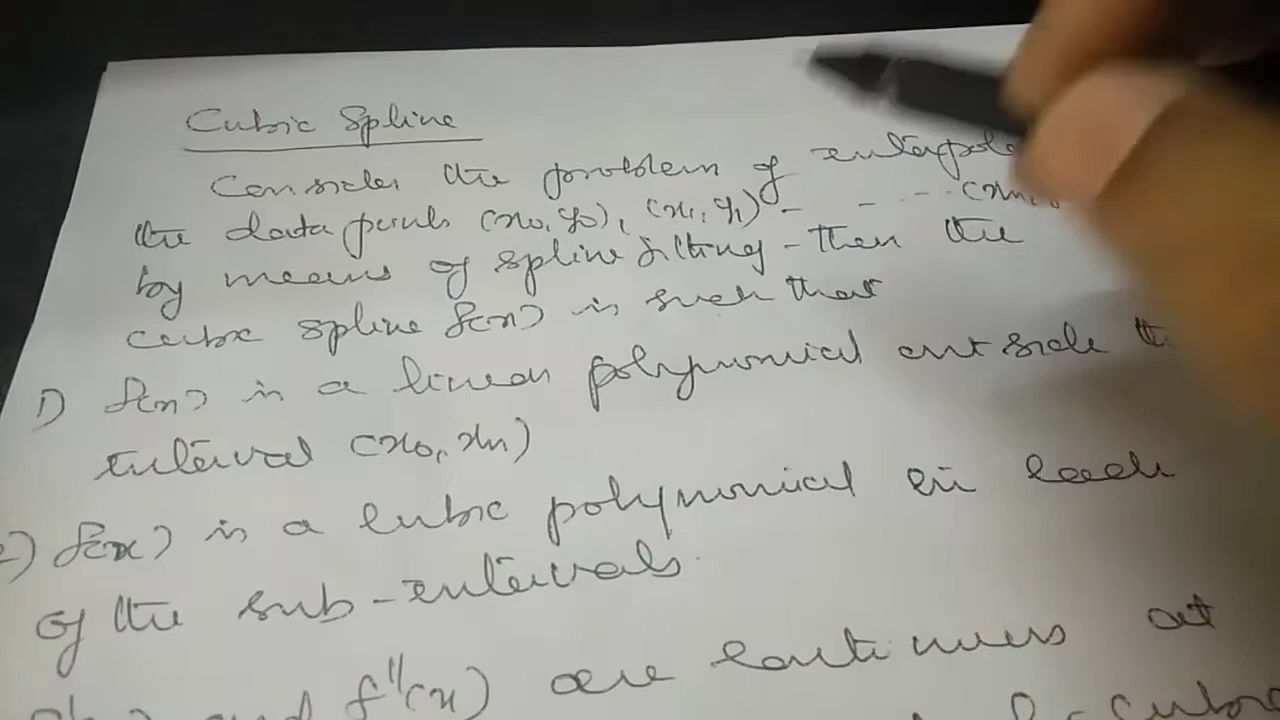 Cubic Spline
Consider the problem of interpola
the data points (x0, y0), (x1, y1) - - - - - (xn,
by means of spline fitting - then the
cubic spline f(x) is such that
1) f(x) is a linear polynomial outside th
interval (x0, xn)
2) f(x) is a cubic polynomial in each
of the sub-intervals.
and f''(x) are continuous at
cubic